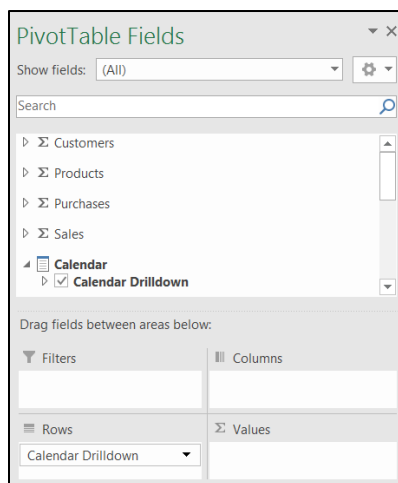 PivotTable Fields
Show fields: (All)
Search
Σ Customers
Σ Products
Σ Purchases
Σ Sales
Calendar
Calendar Drilldown
Drag fields between areas below:
Filters
Columns
Rows
Σ Values
Calendar Drilldown